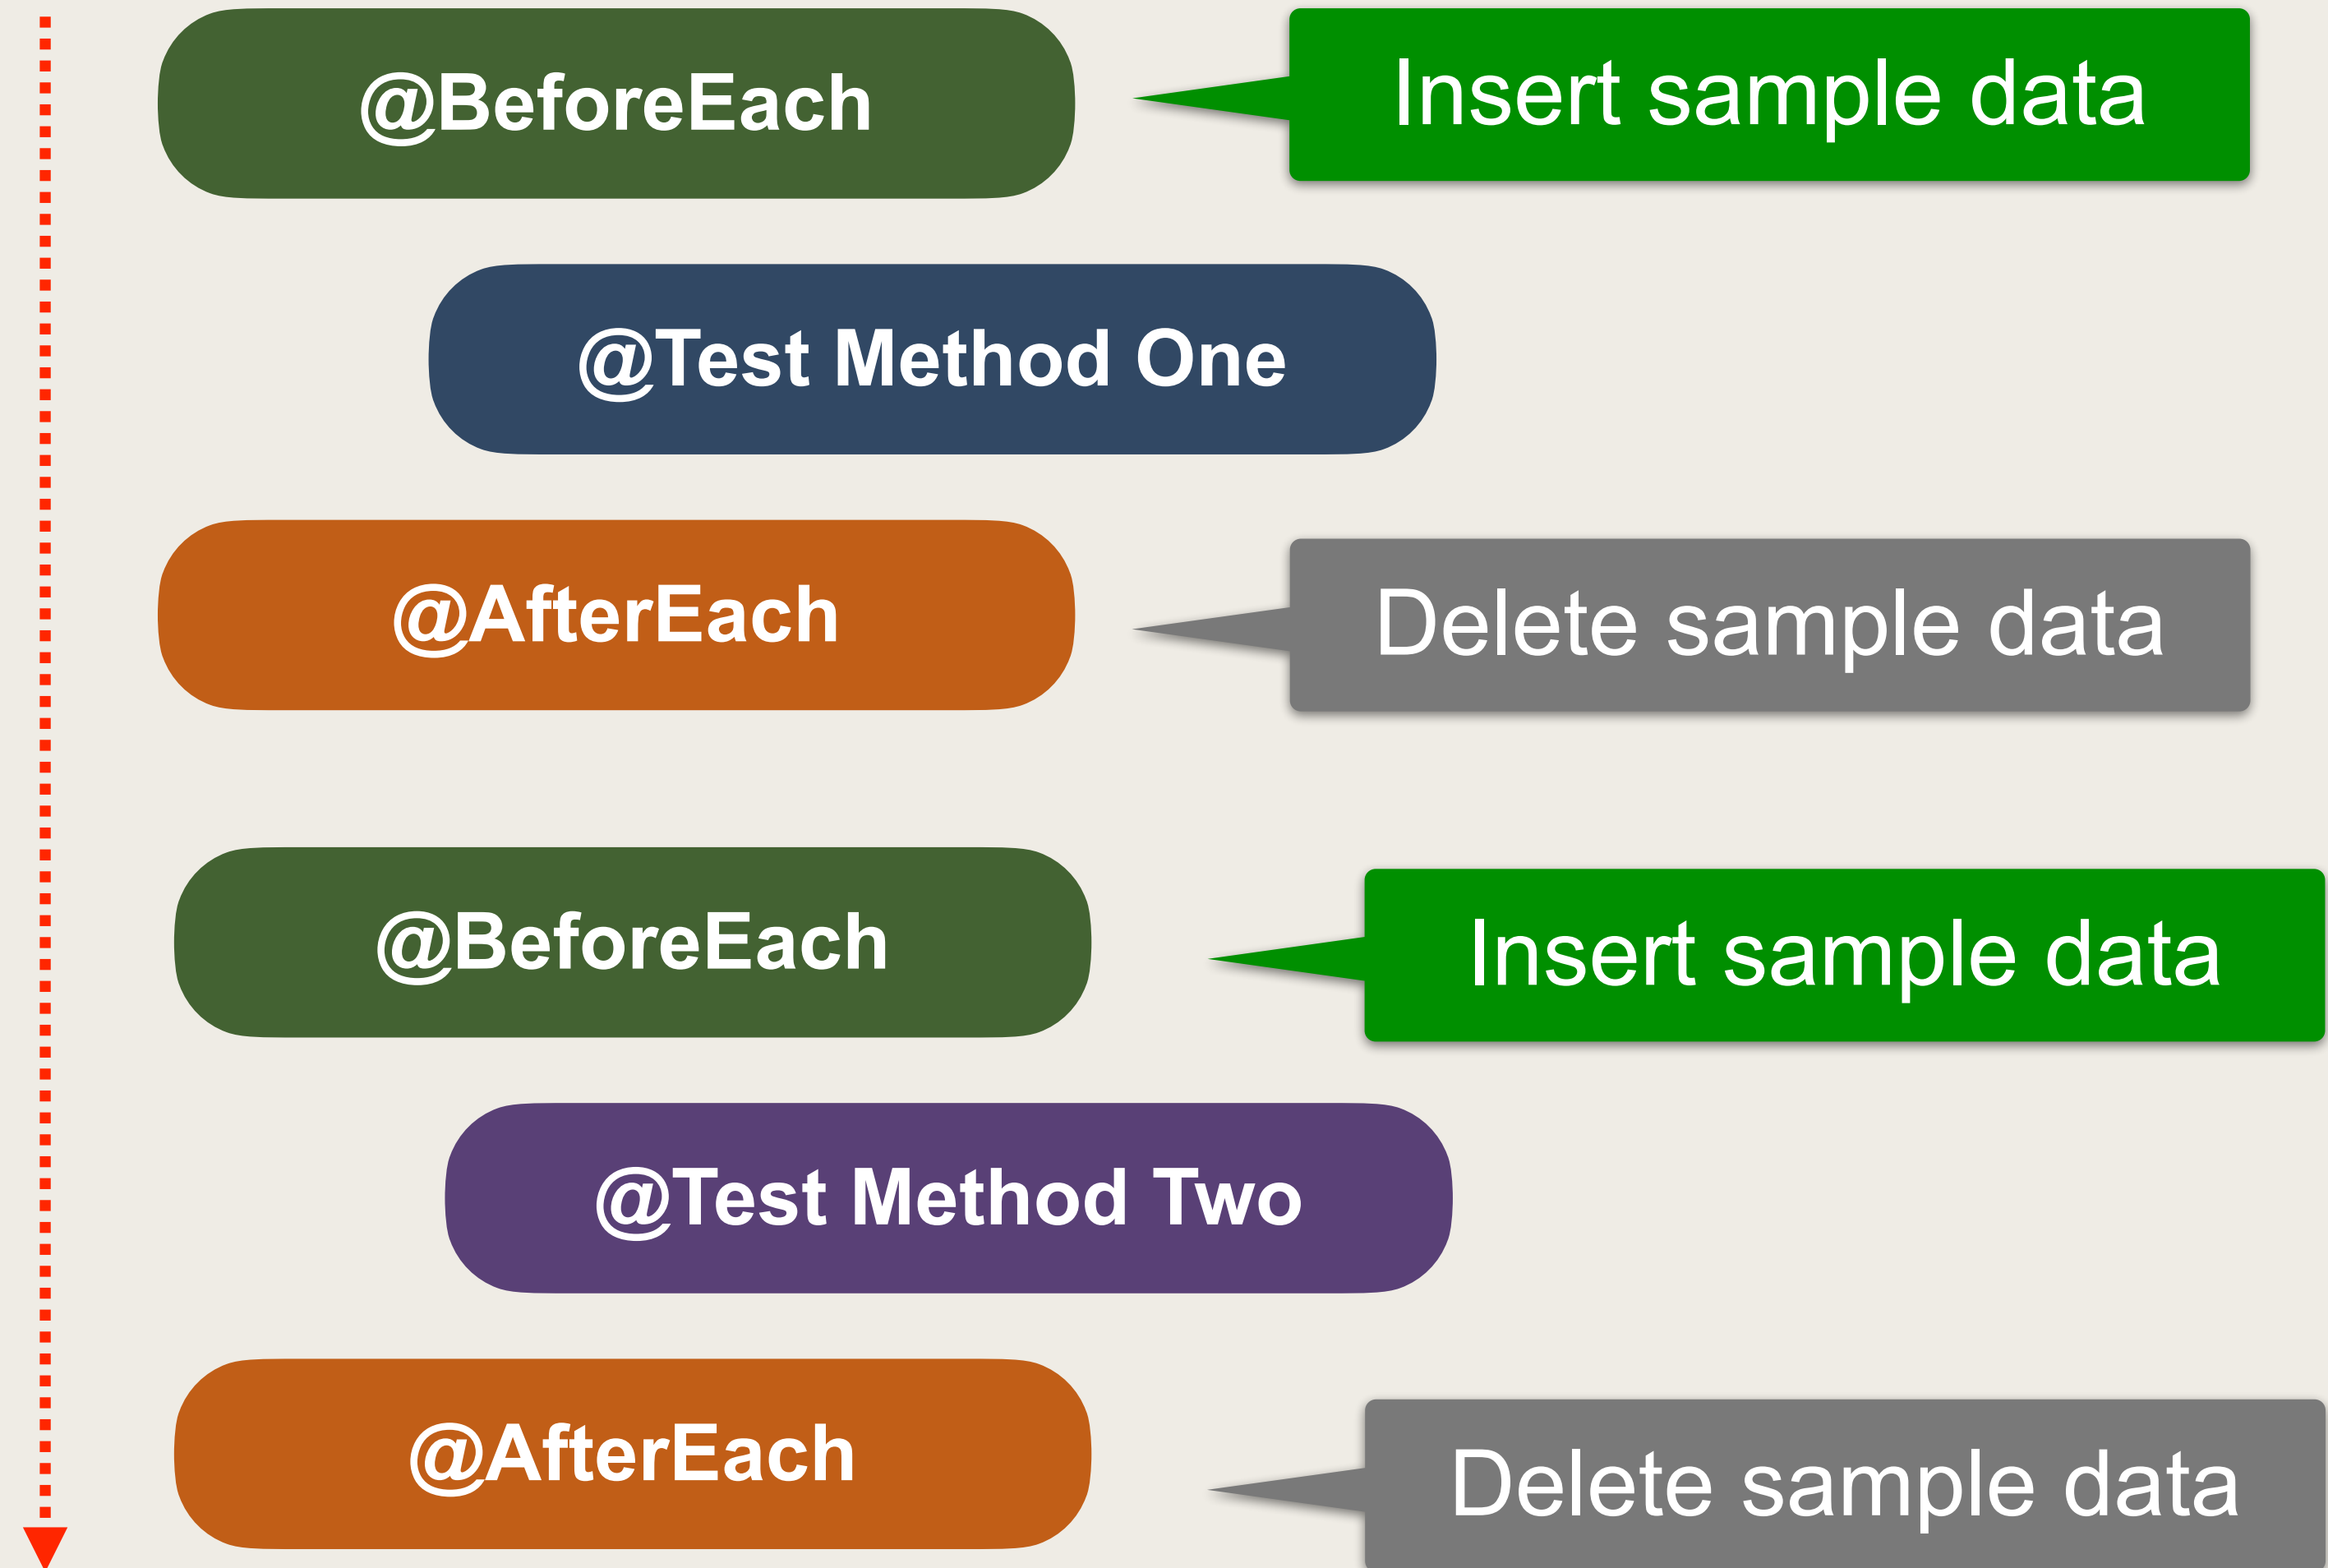 @BeforeEach
Insert sample data
@Test Method One
@AfterEach
Delete sample data
@BeforeEach
Insert sample data
@Test Method Two
@AfterEach
Delete sample data